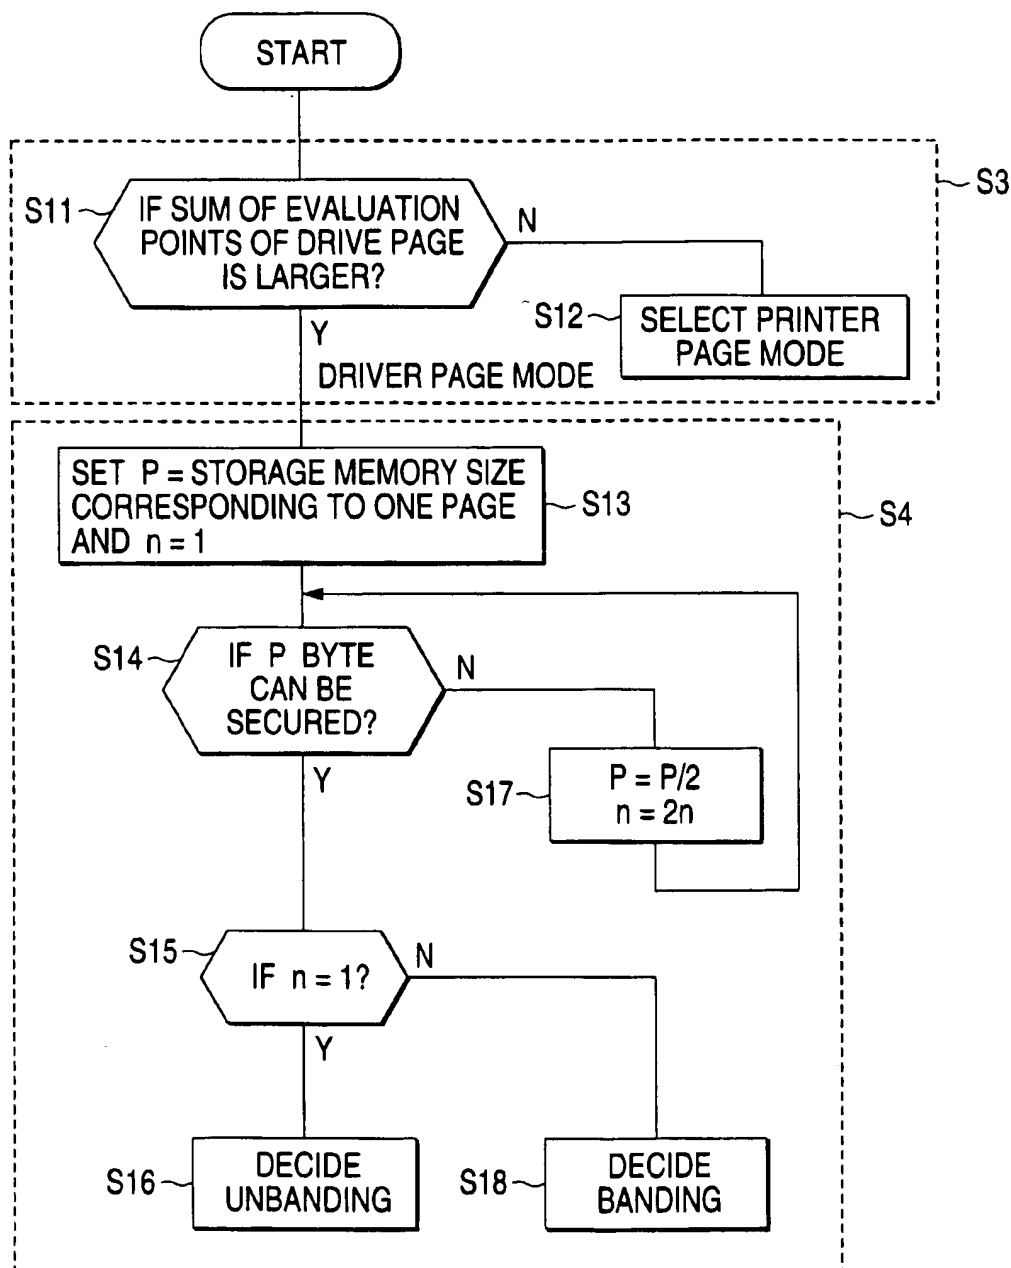 START
S3
S11
IF SUM OF EVALUATION
POINTS OF DRIVE PAGE
IS LARGER?
N
S12
SELECT PRINTER
PAGE MODE
Y
DRIVER PAGE MODE
SET P = STORAGE MEMORY SIZE
CORRESPONDING TO ONE PAGE
AND n = 1
S13
S4
S14
IF P BYTE
CAN BE
SECURED?
N
Y
S17
P = P/2
n = 2n
S15
IF n = 1?
N
Y
S16
DECIDE
UNBANDING
S18
DECIDE
BANDING